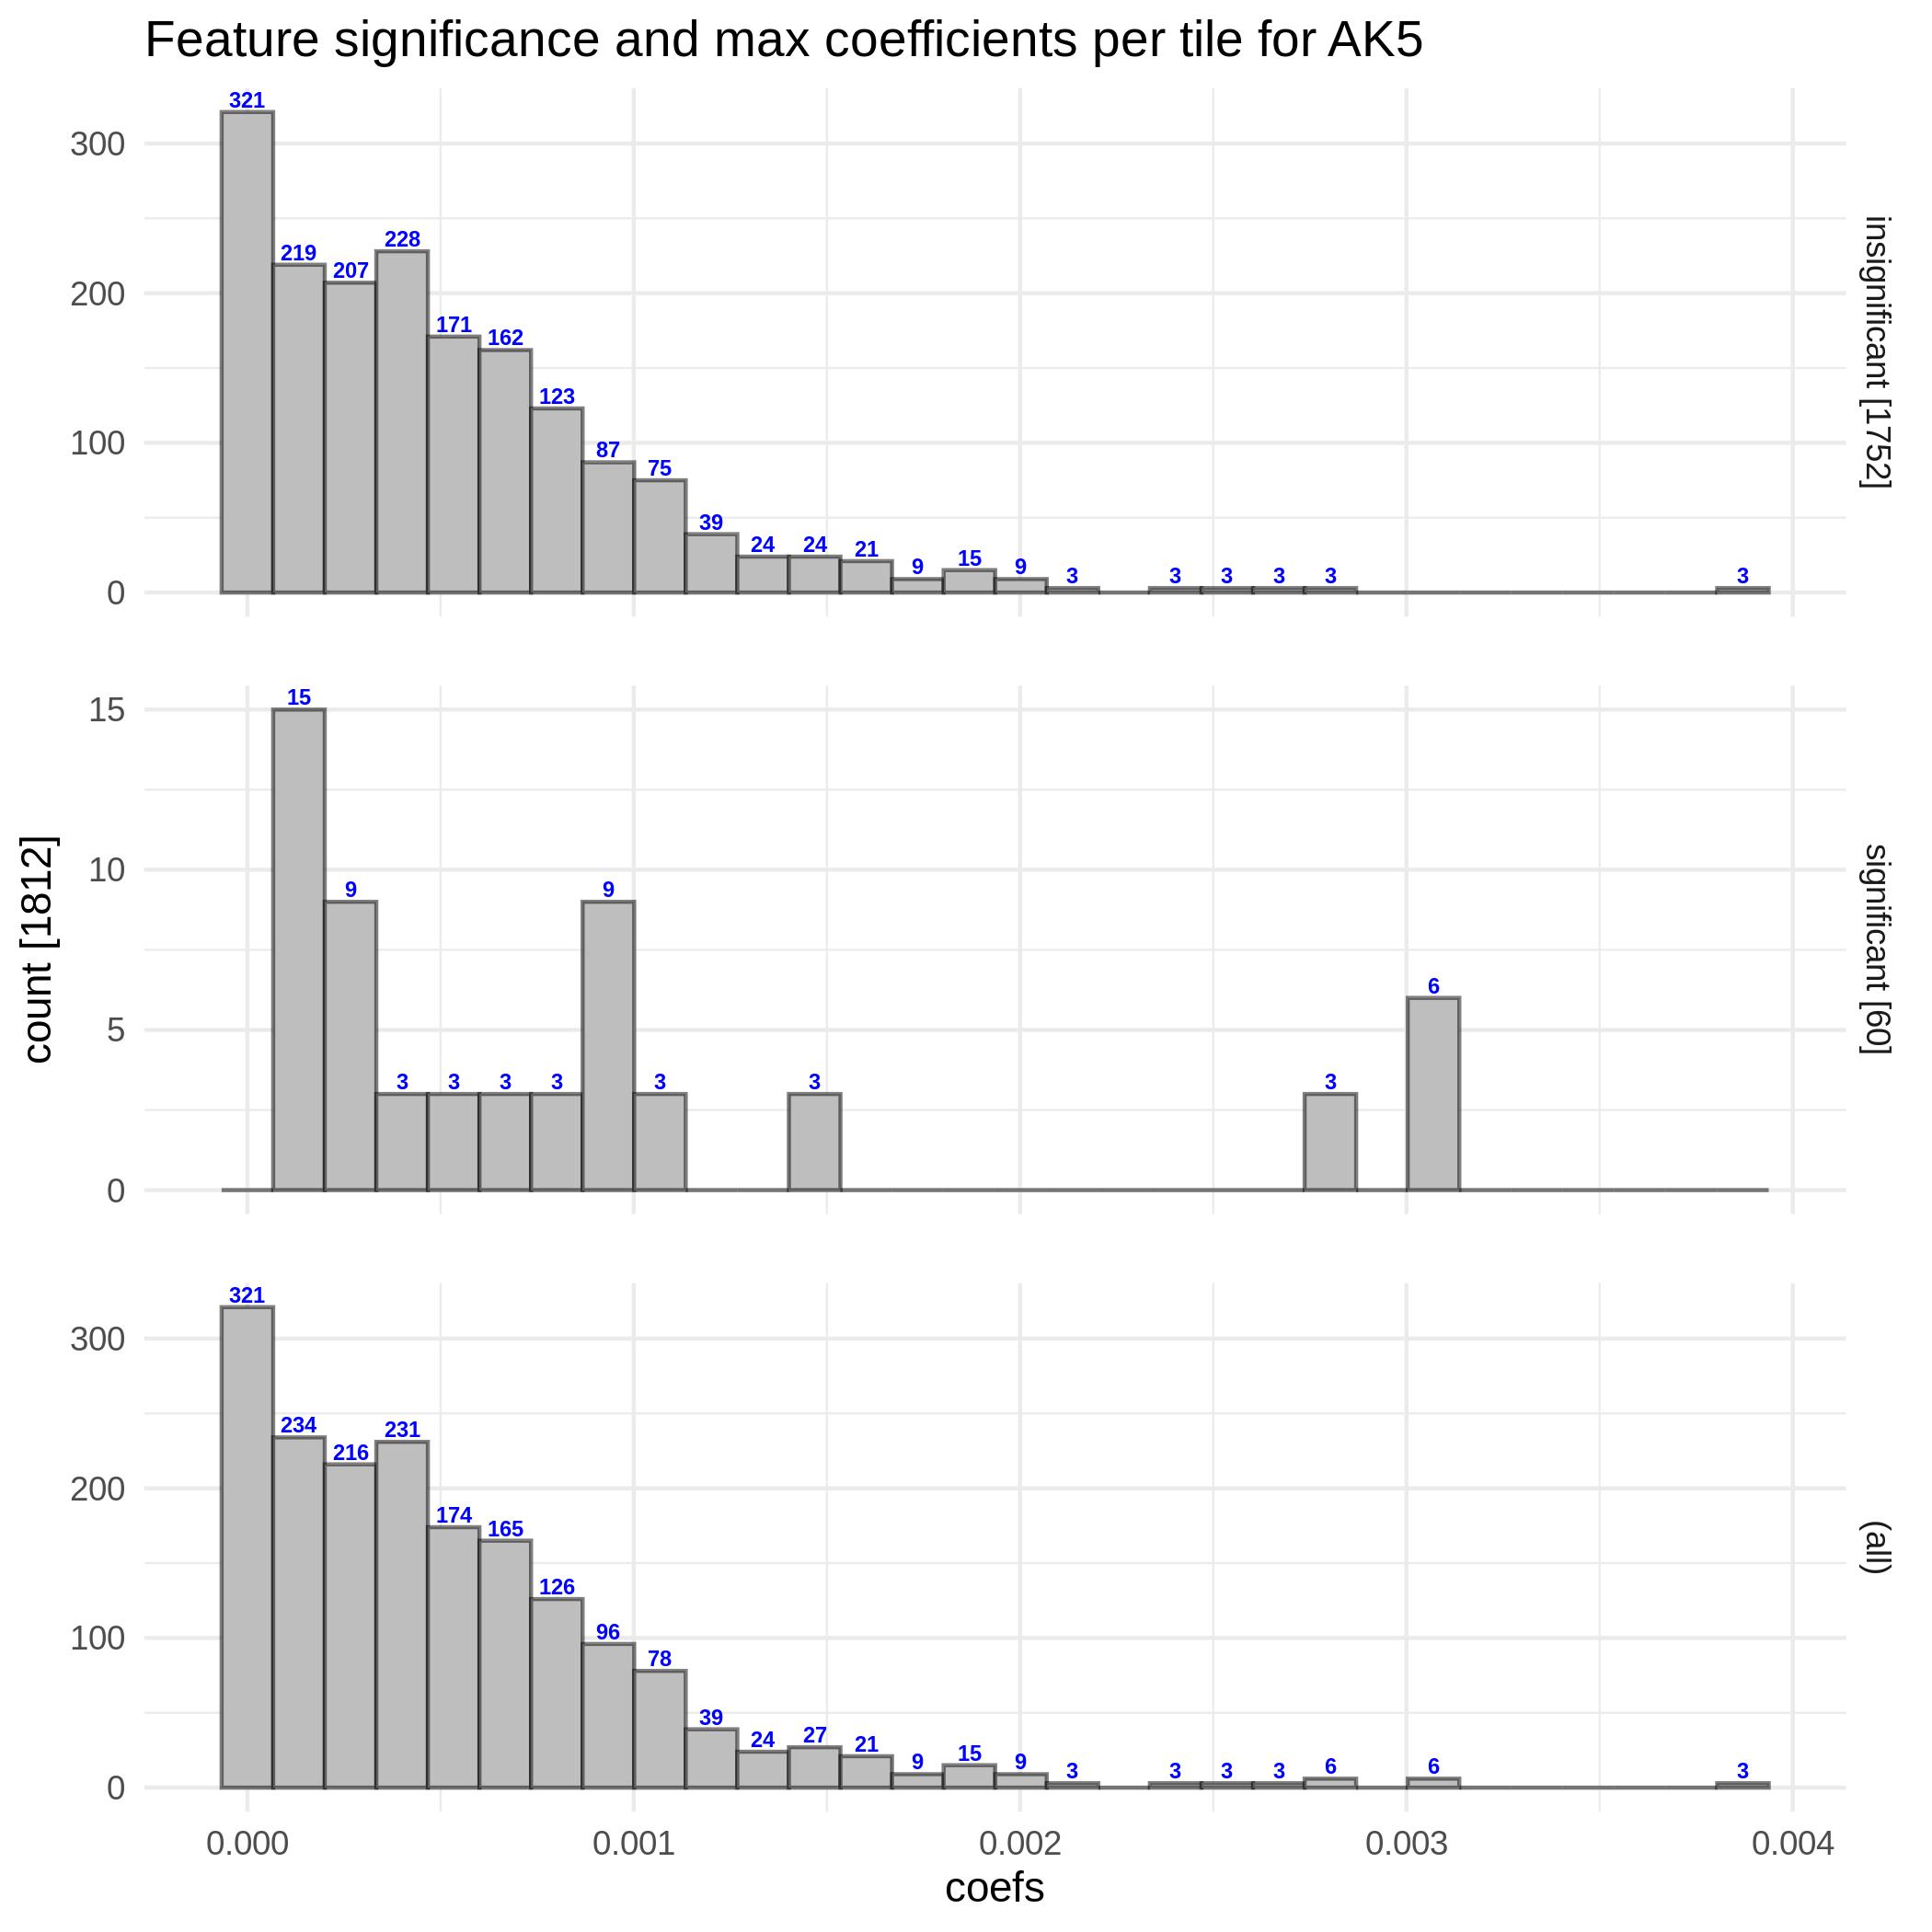 Feature significance and max coefficients per tile for AK5
321
300
228
219
207
200
171
162
123
100
87
75
39
24 24 21
9 15 9 3 3 3 3 3 3
0
insignificant [1752]
15
15
10
9 9
6
5
3 3 3 3 3 3 3
0
significant [60]
count [1812]
321
300
234 231
216
200
174 165
126
100
96
78
39
24 27 21
9 15 9 3 3 3 3 6 6 3
0
(all)
0.000 0.001 0.002 0.003 0.004
coefs